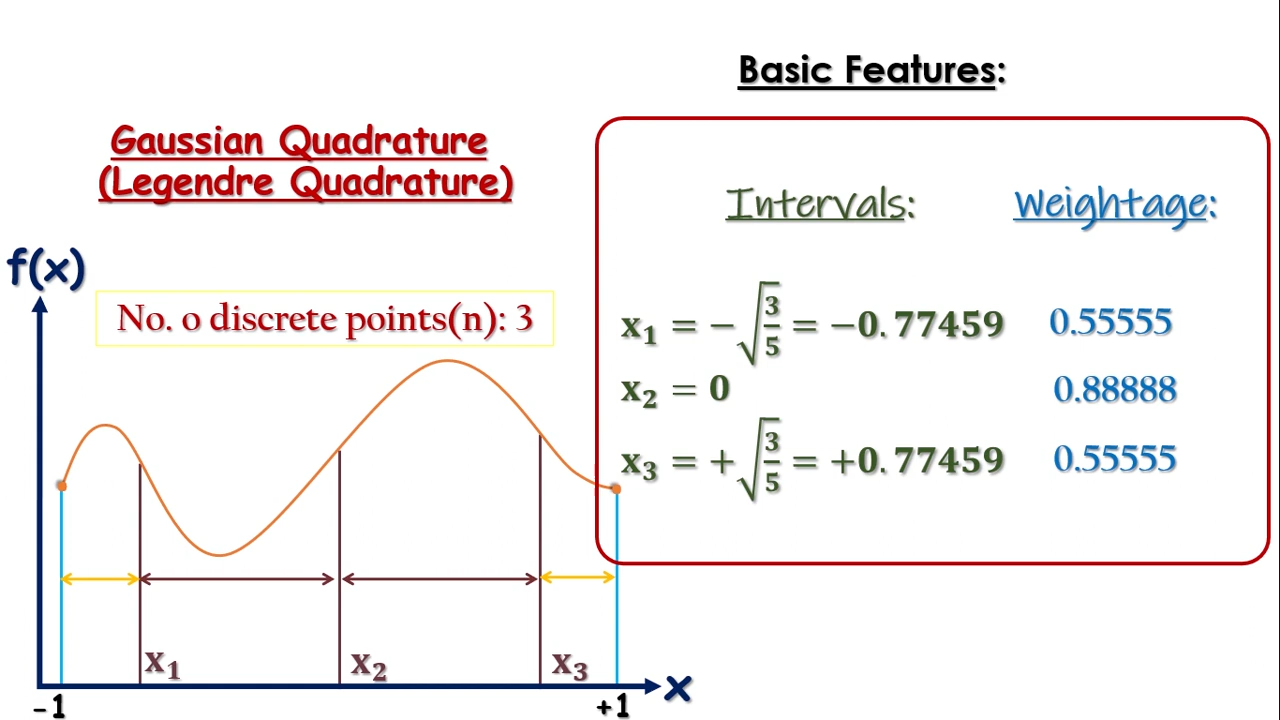 Basic Features:
Gaussian Quadrature
(Legendre Quadrature)
Intervals: Weightage:
f(x)
No. o discrete points(n): 3
x₁ = −√(3/5) = −0.77459 0.55555
x₂ = 0 0.88888
x₃ = +√(3/5) = +0.77459 0.55555
x₁ x₂ x₃
x
-1 +1